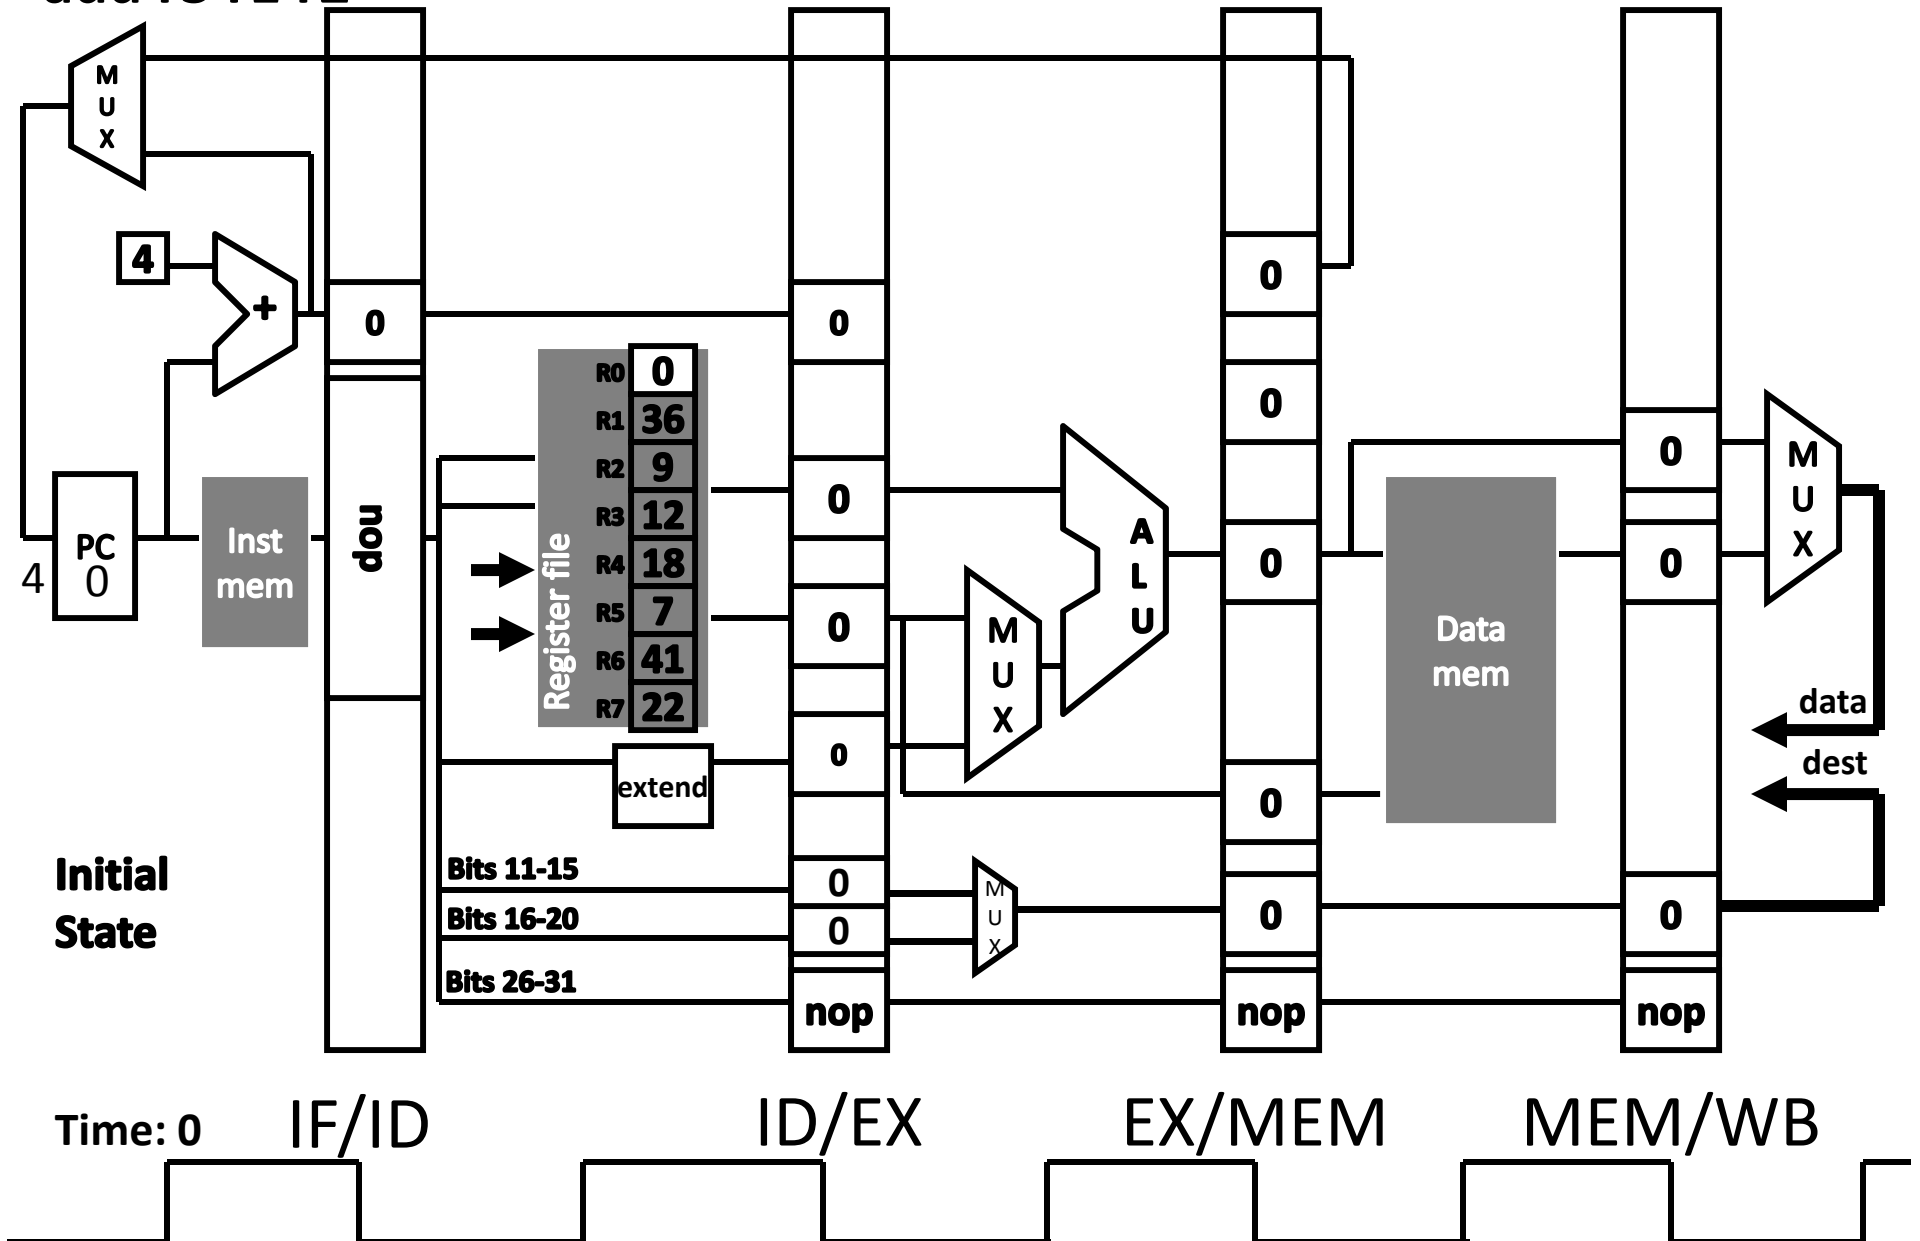 M
U
X
4
+
0
0
0
PC
0
4
Inst
mem
nop
Register file
R0 0
R1 36
R2 9
R3 12
R4 18
R5 7
R6 41
R7 22
extend
0
0
0
M
U
X
A
L
U
0
0
0
Data
mem
0
0
M
U
X
data
dest
Initial
State
Bits 11-15
Bits 16-20
Bits 26-31
0
0
nop
M
U
X
0
nop
0
nop
Time: 0
IF/ID
ID/EX
EX/MEM
MEM/WB